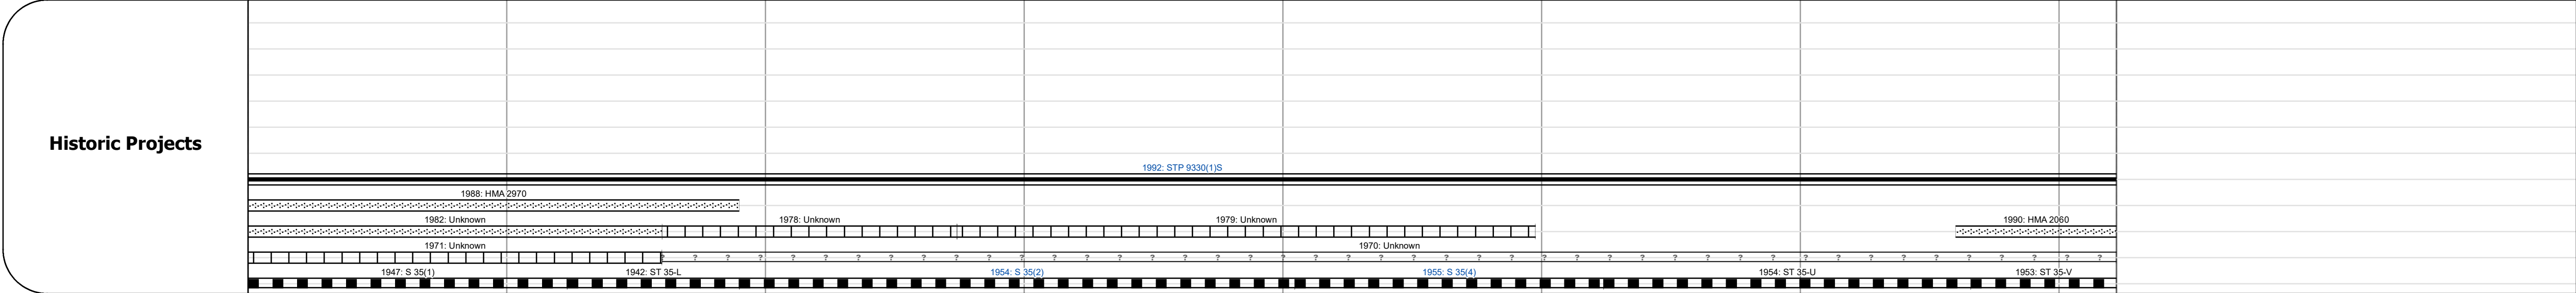 Historic Projects
1992: STP 9330(1)S
1988: HMA 2970
1982: Unknown 1978: Unknown 1979: Unknown 1990: HMA 2060
1971: Unknown 1970: Unknown
? ? ? ? ? ? ? ? ? ? ? ? ? ? ? ? ? ? ? ? ? ? ? ? ? ? ? ? ? ? ? ? ? ? ? ? ? ? ? ? ? ? ? ? ?
1947: S 35(1) 1942: ST 35-L 1954: S 35(2) 1955: S 35(4) 1954: ST 35-U 1953: ST 35-V